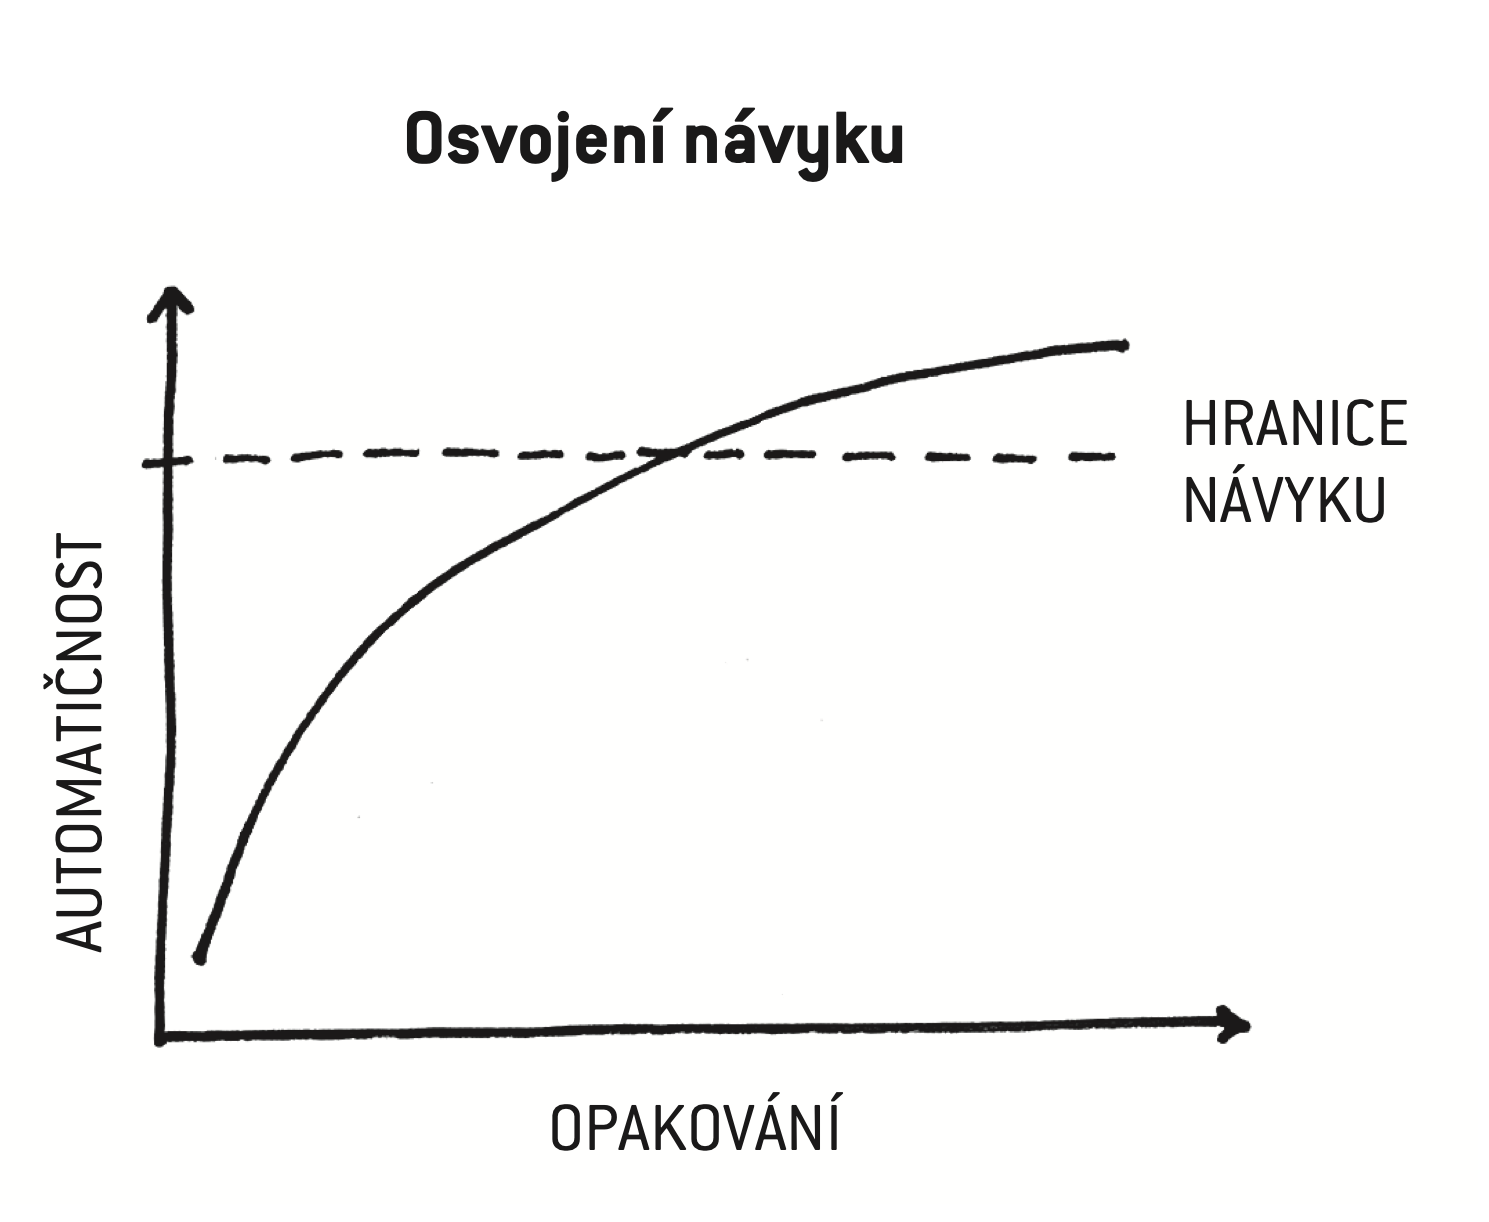 Osvojení návyku
HRANICE
NÁVYKU
AUTOMATIČNOST
OPAKOVÁNÍ